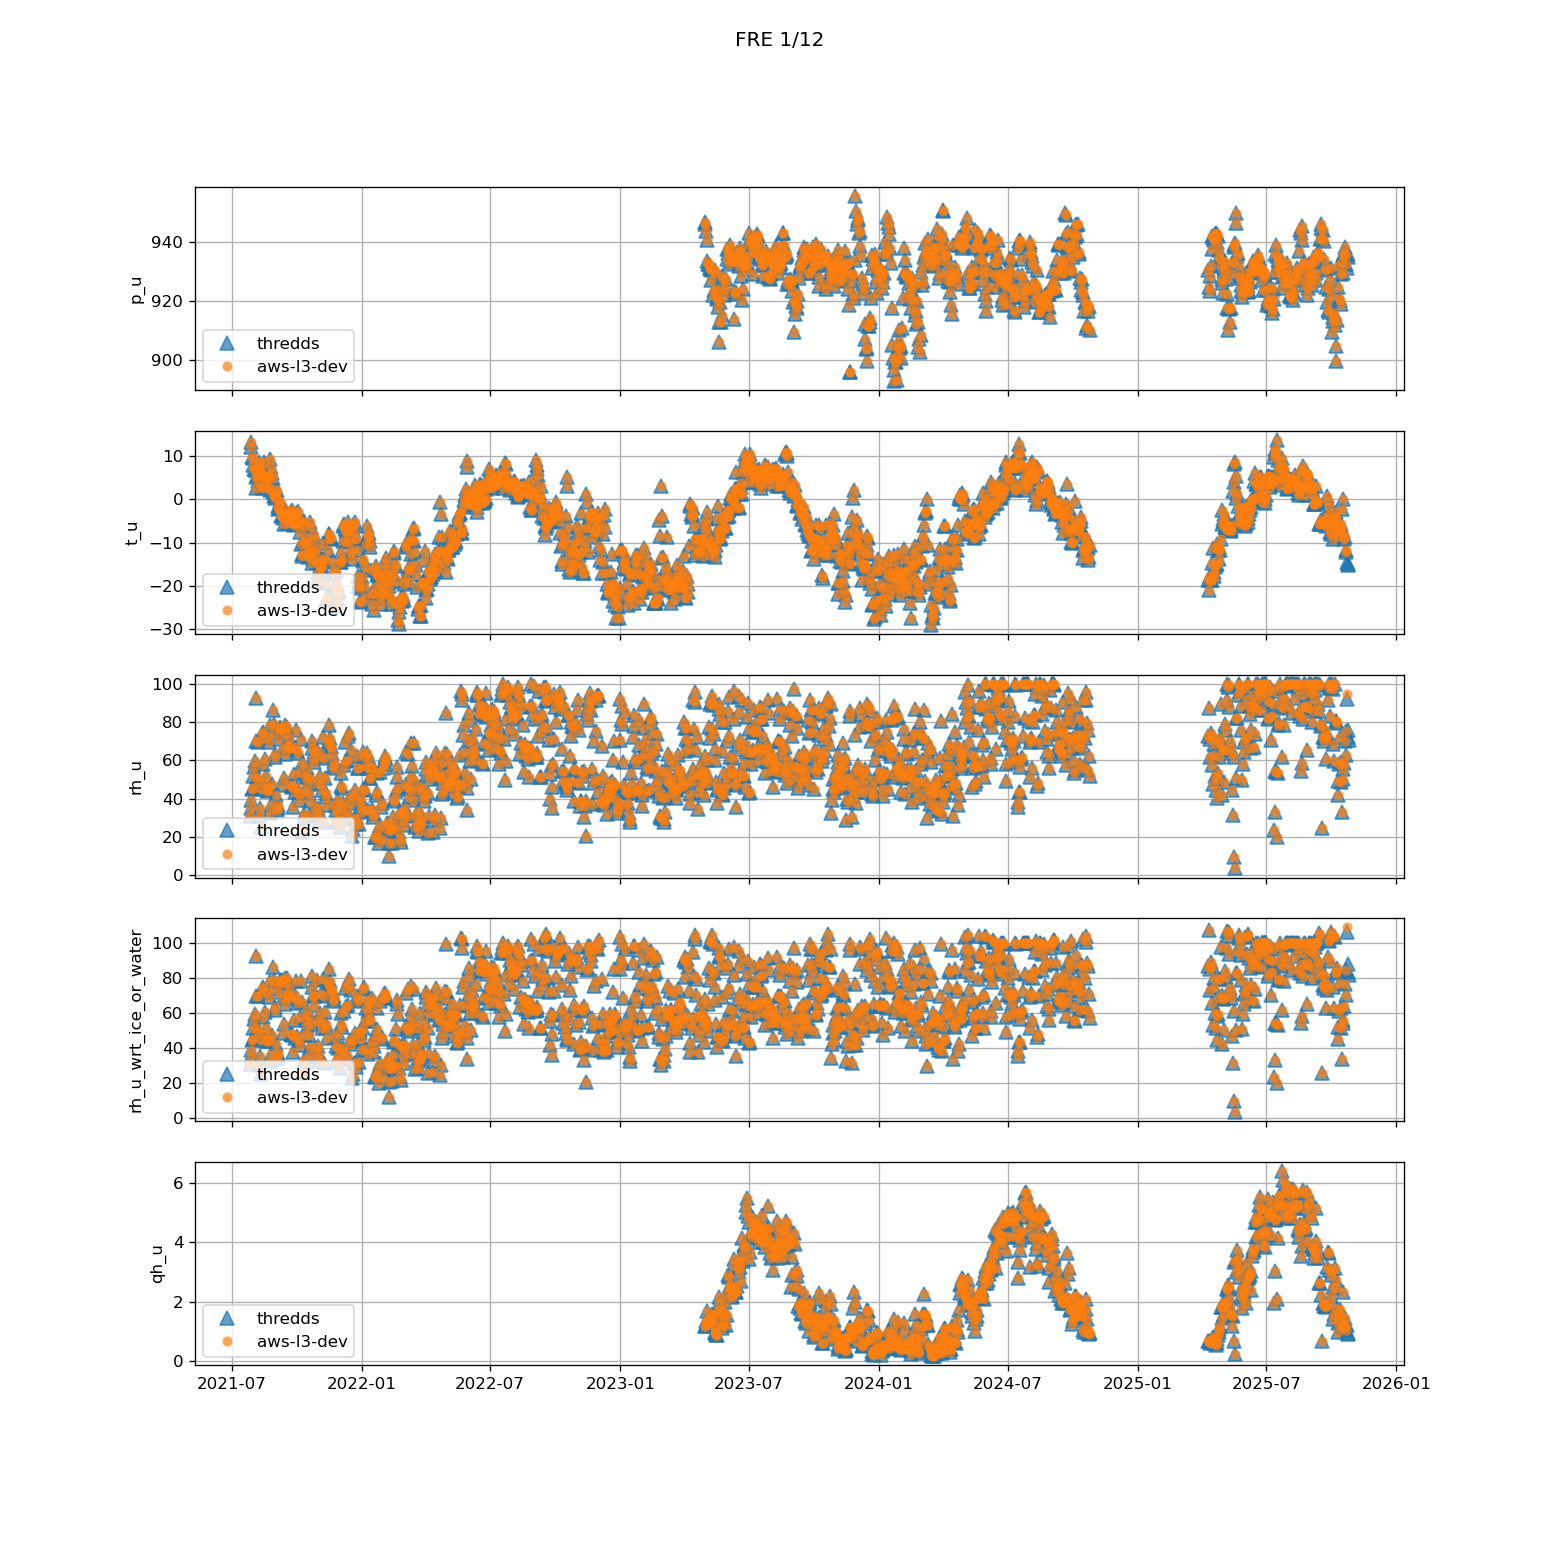 FRE 1/12
940
920
900
p_u
thredds
aws-l3-dev
10
0
−10
−20
−30
t_u
thredds
aws-l3-dev
100
80
60
40
20
0
rh_u
thredds
aws-l3-dev
100
80
60
40
20
0
rh_u_wrt_ice_or_water
thredds
aws-l3-dev
6
4
2
0
qh_u
thredds
aws-l3-dev
2021-07 2022-01 2022-07 2023-01 2023-07 2024-01 2024-07 2025-01 2025-07 2026-01